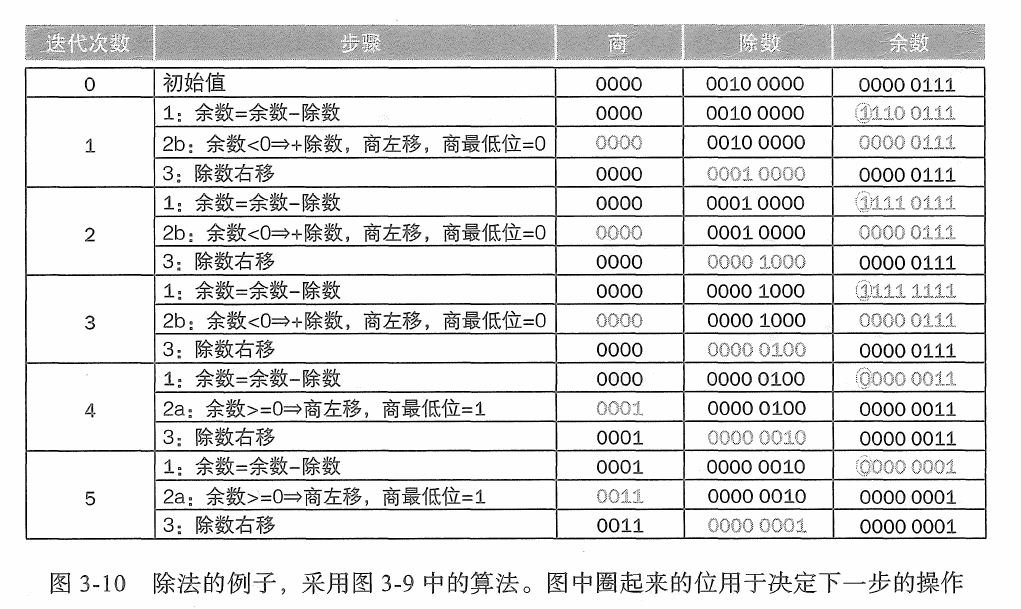 迭代次数 步骤 商 除数 余数
0 初始值 0000 0010 0000 0000 0111
1 1：余数=余数–除数 0000 0010 0000 1110 0111
2b：余数<0⇒+除数，商左移，商最低位=0 0000 0010 0000 0000 0111
3：除数右移 0000 0001 0000 0000 0111
2 1：余数=余数–除数 0000 0001 0000 1111 0111
2b：余数<0⇒+除数，商左移，商最低位=0 0000 0001 0000 0000 0111
3：除数右移 0000 0000 1000 0000 0111
3 1：余数=余数–除数 0000 0000 1000 1111 1111
2b：余数<0⇒+除数，商左移，商最低位=0 0000 0000 1000 0000 0111
3：除数右移 0000 0000 0100 0000 0111
4 1：余数=余数–除数 0000 0000 0100 0000 0011
2a：余数>=0⇒商左移，商最低位=1 0001 0000 0100 0000 0011
3：除数右移 0001 0000 0010 0000 0011
5 1：余数=余数–除数 0001 0000 0010 0000 0001
2a：余数>=0⇒商左移，商最低位=1 0011 0000 0010 0000 0001
3：除数右移 0011 0000 0001 0000 0001
图 3-10 除法的例子，采用图 3-9 中的算法。图中圈起来的位用于决定下一步的操作